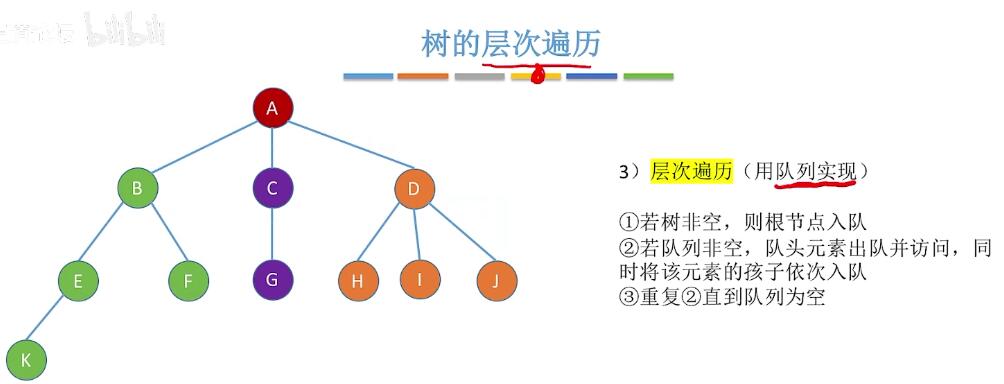 bilibili
树的层次遍历
A
B
C
D
3）层次遍历（用队列实现）
①若树非空，则根节点入队
②若队列非空，队头元素出队并访问，同
时将该元素的孩子依次入队
③重复②直到队列为空
E
F
G
H
I
J
K